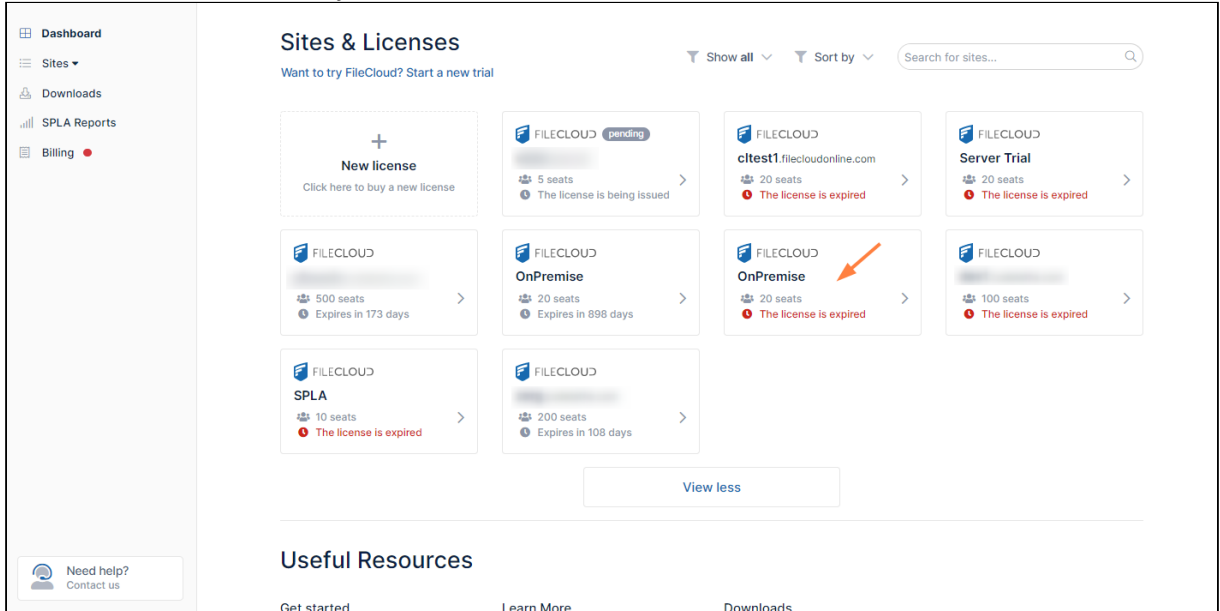 Dashboard
Sites
Downloads
SPLA Reports
Billing
Need help?
Contact us
Sites & Licenses
Want to try FileCloud? Start a new trial
Show all
Sort by
Search for sites...
New license
Click here to buy a new license
FILECLOUD pending
5 seats
The license is being issued
FILECLOUD
cltest1.filecloudonline.com
20 seats
The license is expired
FILECLOUD
Server Trial
20 seats
The license is expired
FILECLOUD
500 seats
Expires in 173 days
FILECLOUD
OnPremise
20 seats
Expires in 898 days
FILECLOUD
OnPremise
20 seats
The license is expired
FILECLOUD
100 seats
The license is expired
FILECLOUD
SPLA
10 seats
The license is expired
FILECLOUD
200 seats
Expires in 108 days
View less
Useful Resources
Get started
Learn More
Downloads